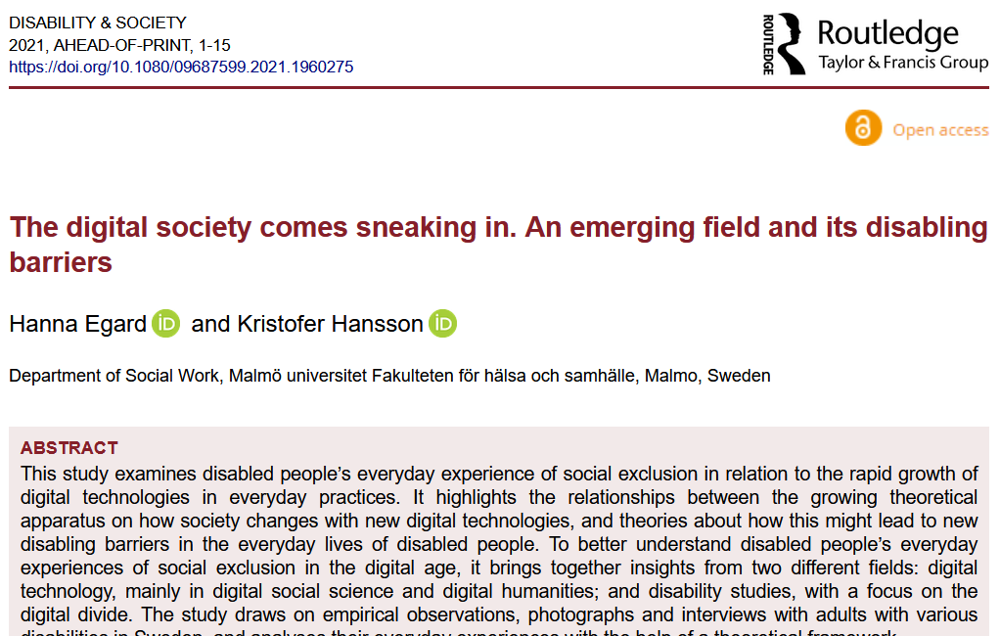 DISABILITY & SOCIETY
2021, AHEAD-OF-PRINT, 1-15
https://doi.org/10.1080/09687599.2021.1960275
ROUTLEDGE
Routledge
Taylor & Francis Group
Open access
The digital society comes sneaking in. An emerging field and its disabling
barriers
Hanna Egard iD and Kristofer Hansson iD
Department of Social Work, Malmö universitet Fakulteten för hälsa och samhälle, Malmo, Sweden
ABSTRACT
This study examines disabled people’s everyday experience of social exclusion in relation to the rapid growth of
digital technologies in everyday practices. It highlights the relationships between the growing theoretical
apparatus on how society changes with new digital technologies, and theories about how this might lead to new
disabling barriers in the everyday lives of disabled people. To better understand disabled people’s everyday
experiences of social exclusion in the digital age, it brings together insights from two different fields: digital
technology, mainly in digital social science and digital humanities; and disability studies, with a focus on the
digital divide. The study draws on empirical observations, photographs and interviews with adults with various
disabilities in Sweden, and analyses their everyday experiences with the help of a theoretical framework